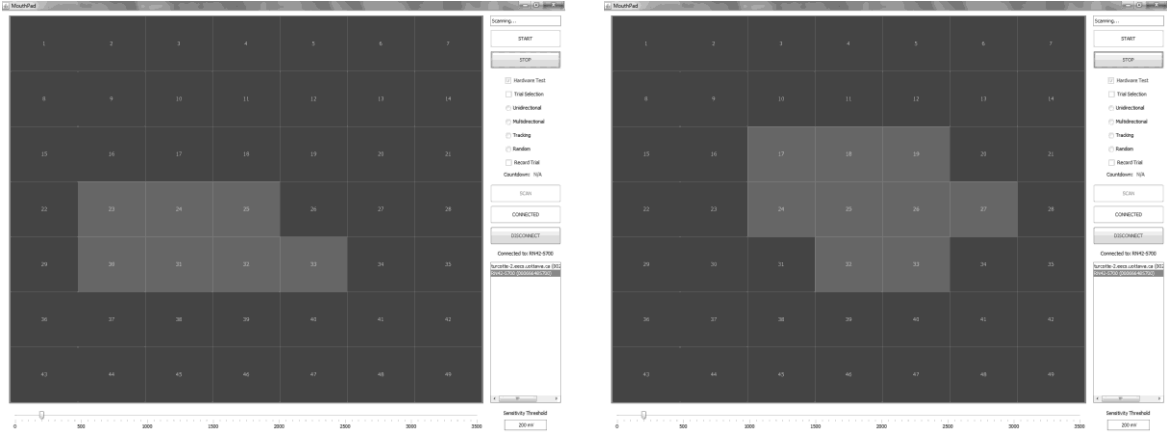 MouthPad
1 2 3 4 5 6 7
8 9 10 11 12 13 14
15 16 17 18 19 20 21
22 23 24 25 26 27 28
29 30 31 32 33 34 35
36 37 38 39 40 41 42
43 44 45 46 47 48 49
0 500 1000 1500 2000 2500 3000 3500
Scanning...
START
STOP
Hardware Test
Trial Selection
Unidirectional
Multidirectional
Tracking
Random
Record Trial
Countdown: N/A
SCAN
CONNECTED
DISCONNECT
Connected to: RN42-5700
RN42-5700
Sensitivity Threshold
200 mV
MouthPad
1 2 3 4 5 6 7
8 9 10 11 12 13 14
15 16 17 18 19 20 21
22 23 24 25 26 27 28
29 30 31 32 33 34 35
36 37 38 39 40 41 42
43 44 45 46 47 48 49
0 500 1000 1500 2000 2500 3000 3500
Scanning...
START
STOP
Hardware Test
Trial Selection
Unidirectional
Multidirectional
Tracking
Random
Record Trial
Countdown: N/A
SCAN
CONNECTED
DISCONNECT
Connected to: RN42-5700
RN42-5700
Sensitivity Threshold
200 mV